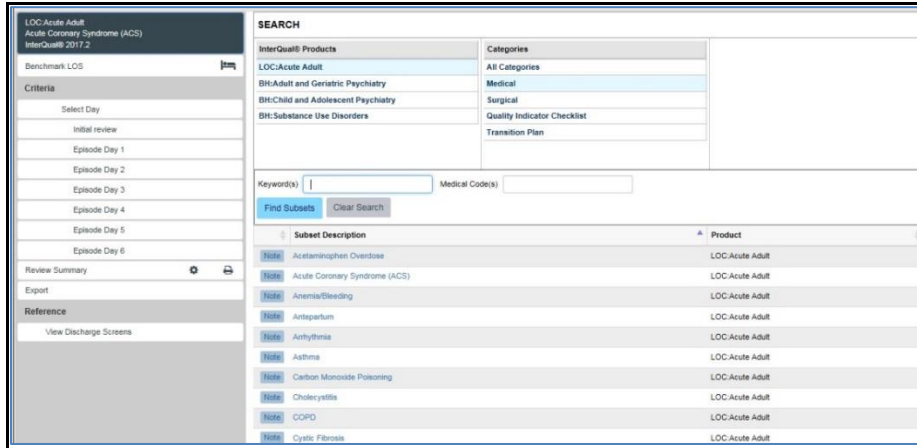 LOC:Acute Adult
Acute Coronary Syndrome (ACS)
InterQual® 2017.2
Benchmark LOS
Criteria
Select Day
Initial review
Episode Day 1
Episode Day 2
Episode Day 3
Episode Day 4
Episode Day 5
Episode Day 6
Review Summary
Export
Reference
View Discharge Screens
SEARCH
InterQual® Products
LOC:Acute Adult
BH:Adult and Geriatric Psychiatry
BH:Child and Adolescent Psychiatry
BH:Substance Use Disorders
Categories
All Categories
Medical
Surgical
Quality Indicator Checklist
Transition Plan
Keyword(s) Medical Code(s)
Find Subsets Clear Search
Subset Description Product
Note Acetaminophen Overdose LOC:Acute Adult
Note Acute Coronary Syndrome (ACS) LOC:Acute Adult
Note Anemia/Bleeding LOC:Acute Adult
Note Antepartum LOC:Acute Adult
Note Arrhythmia LOC:Acute Adult
Note Asthma LOC:Acute Adult
Note Carbon Monoxide Poisoning LOC:Acute Adult
Note Cholecystitis LOC:Acute Adult
Note COPD LOC:Acute Adult
Note Cystic Fibrosis LOC:Acute Adult